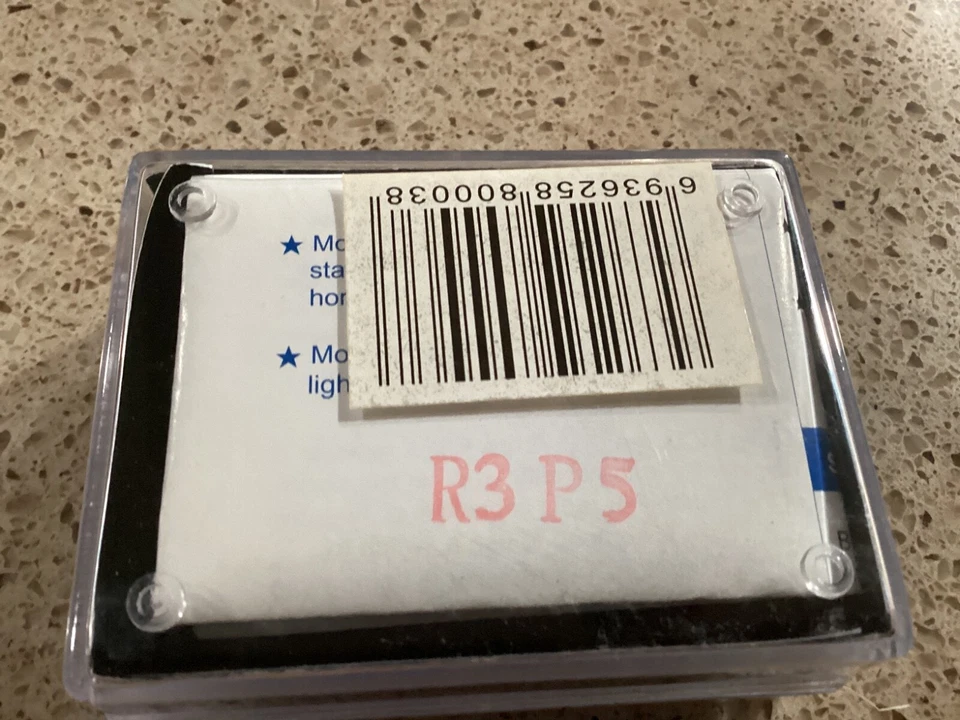 6 936258 800038
★ Mo
sta
hor
★ Mo
ligh
R3 P5